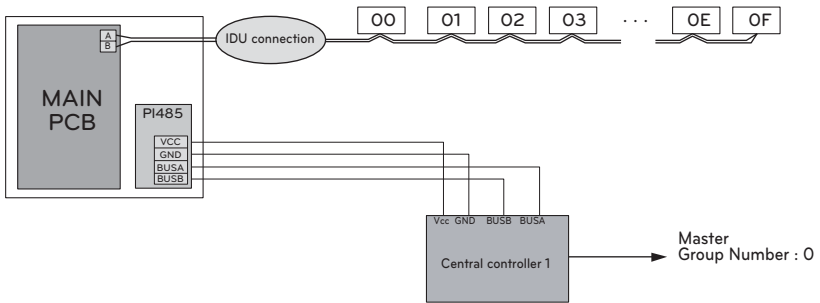 00 01 02 03 ... 0E 0F
IDU connection
A
B
MAIN
PCB
PI485
VCC
GND
BUSA
BUSB
Vcc GND BUSB BUSA
Central controller 1
Master
Group Number : 0